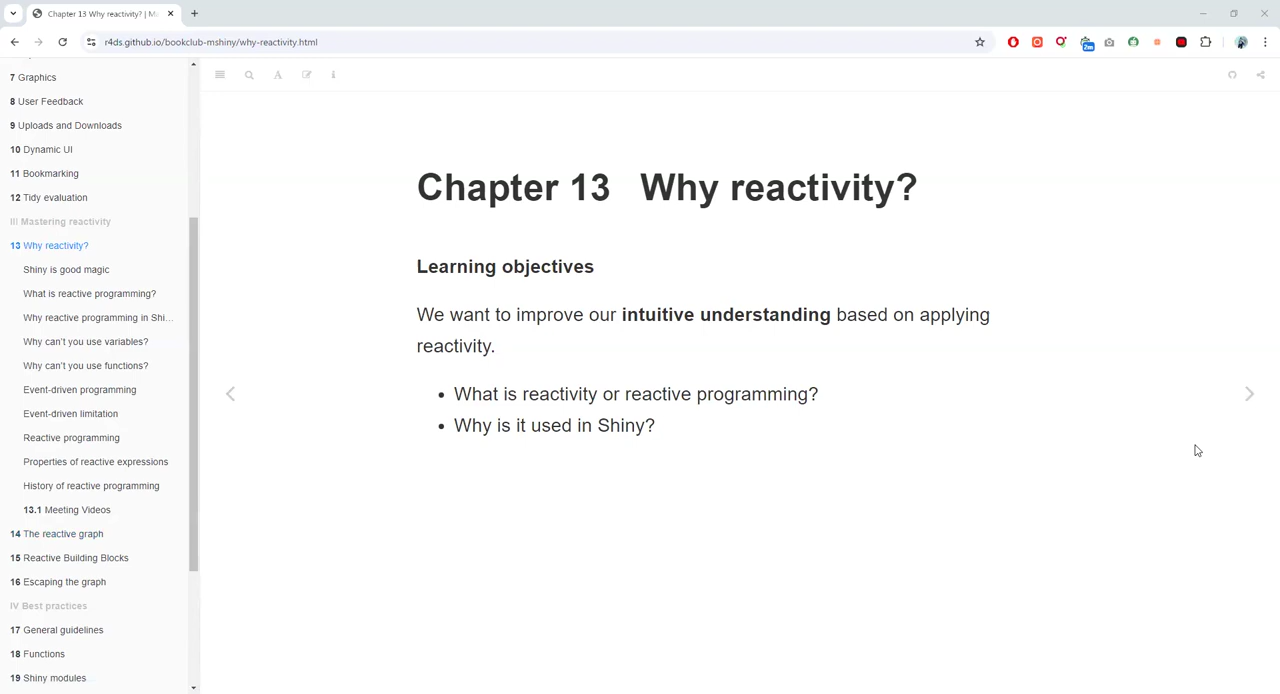 Chapter 13 Why reactivity? | M
r4ds.github.io/bookclub-mshiny/why-reactivity.html
2m
7 Graphics
8 User Feedback
9 Uploads and Downloads
10 Dynamic UI
11 Bookmarking
12 Tidy evaluation
III Mastering reactivity
13 Why reactivity?
Shiny is good magic
What is reactive programming?
Why reactive programming in Shi...
Why can't you use variables?
Why can't you use functions?
Event-driven programming
Event-driven limitation
Reactive programming
Properties of reactive expressions
History of reactive programming
13.1 Meeting Videos
14 The reactive graph
15 Reactive Building Blocks
16 Escaping the graph
IV Best practices
17 General guidelines
18 Functions
19 Shiny modules
Chapter 13 Why reactivity?
Learning objectives
We want to improve our intuitive understanding based on applying
reactivity.
• What is reactivity or reactive programming?
• Why is it used in Shiny?